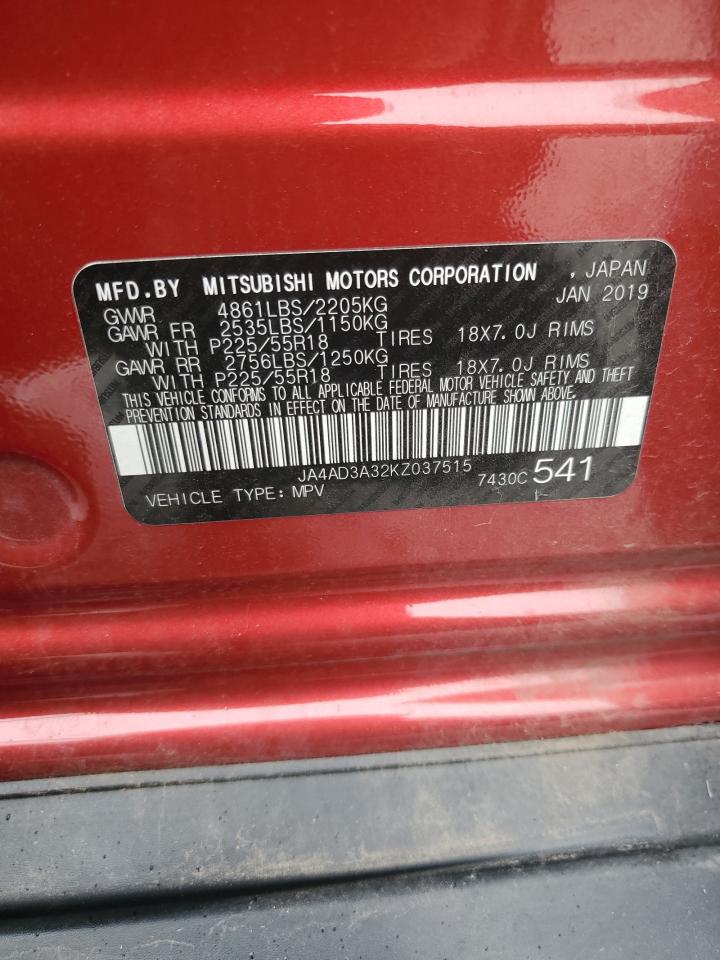 MFD.BY MITSUBISHI MOTORS CORPORATION , JAPAN
GVWR 4861LBS/2205KG JAN 2019
GAWR FR 2535LBS/1150KG
WITH P225/55R18 TIRES 18X7.0J RIMS
GAWR RR 2756LBS/1250KG
WITH P225/55R18 TIRES 18X7.0J RIMS
THIS VEHICLE CONFORMS TO ALL APPLICABLE FEDERAL MOTOR VEHICLE SAFETY AND THEFT
PREVENTION STANDARDS IN EFFECT ON THE DATE OF MANUFACTURE SHOWN ABOVE.
JA4AD3A32KZ037515
VEHICLE TYPE: MPV 7430C 541